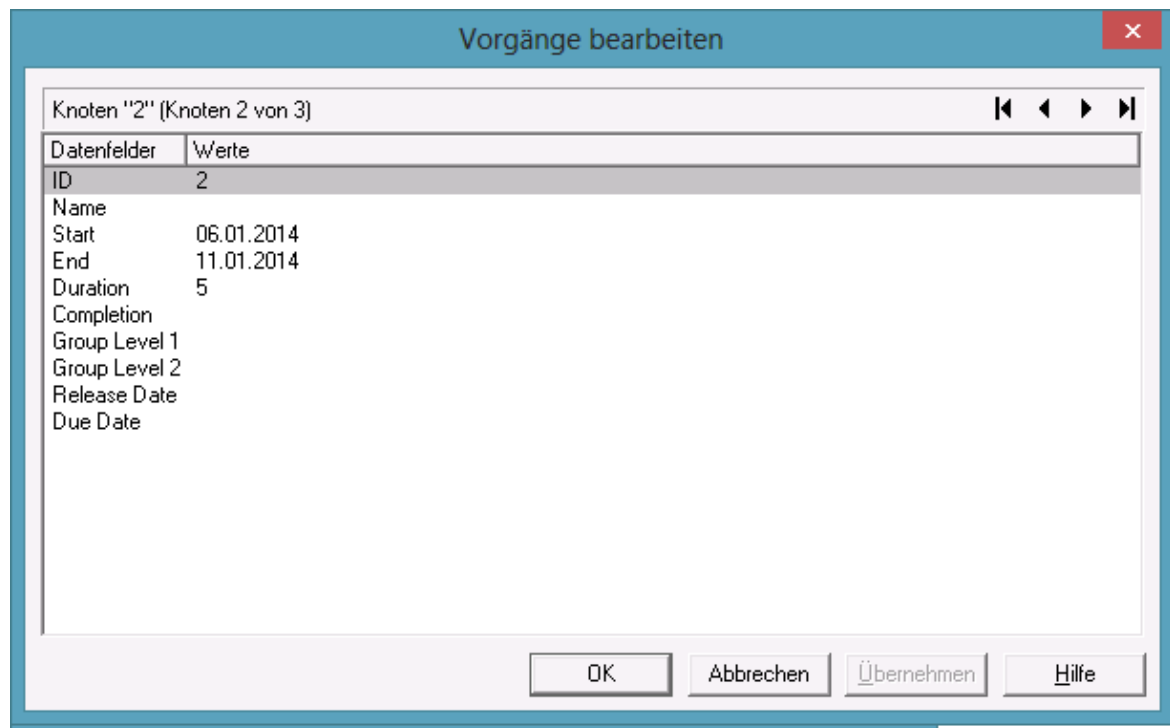 Vorgänge bearbeiten
Knoten "2" (Knoten 2 von 3)
Datenfelder Werte
ID 2
Name
Start 06.01.2014
End 11.01.2014
Duration 5
Completion
Group Level 1
Group Level 2
Release Date
Due Date
OK Abbrechen Übernehmen Hilfe